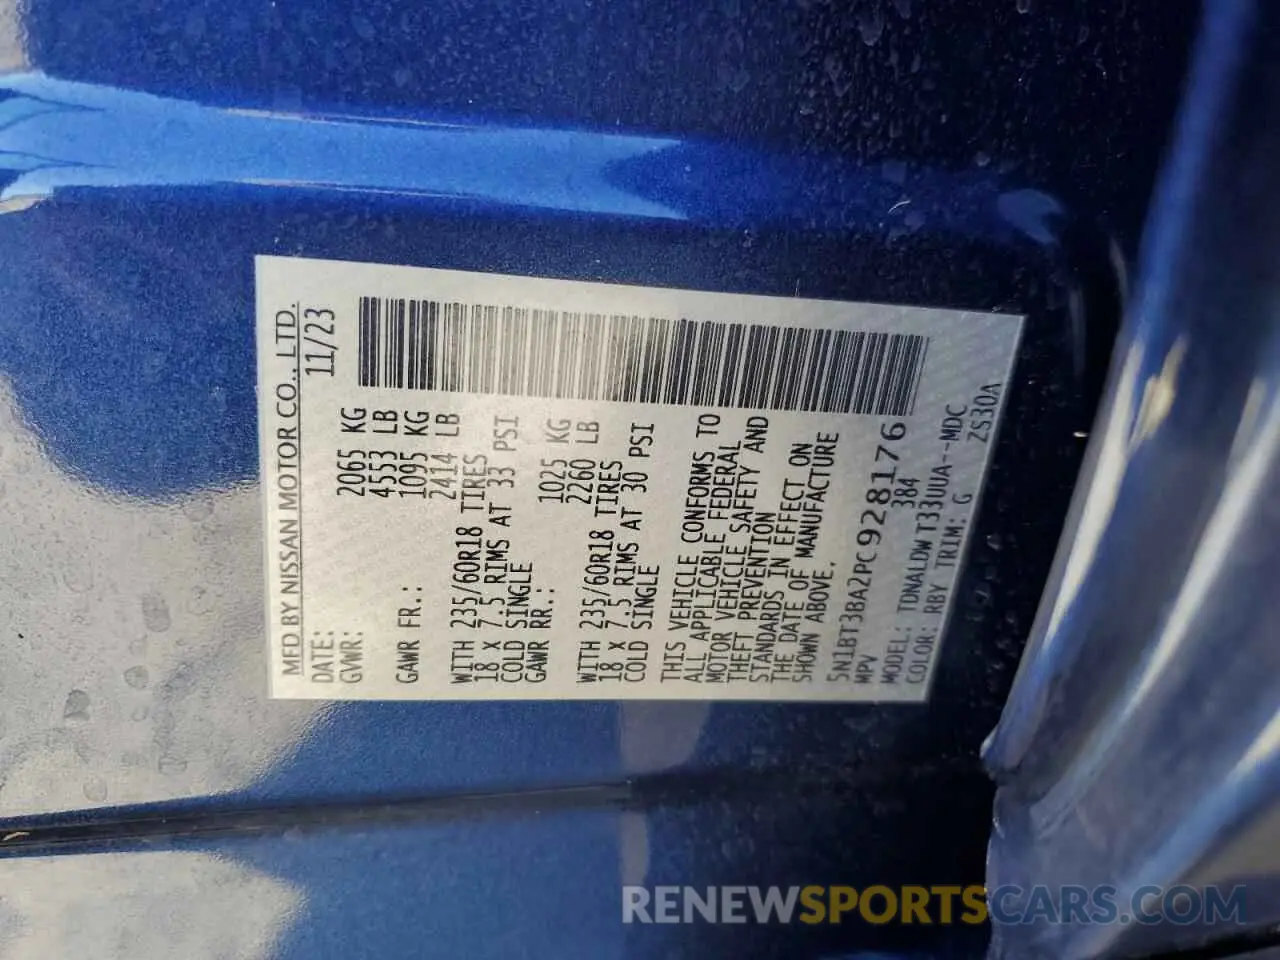 MFD BY NISSAN MOTOR CO., LTD.
DATE: 11/23
GVWR: 2065 KG
4553 LB
GAWR FR.: 1095 KG
2414 LB
WITH 235/60R18 TIRES
18 X 7.5 RIMS AT 33 PSI
COLD SINGLE
GAWR RR.: 1025 KG
2260 LB
WITH 235/60R18 TIRES
18 X 7.5 RIMS AT 30 PSI
COLD SINGLE
THIS VEHICLE CONFORMS TO
ALL APPLICABLE FEDERAL
MOTOR VEHICLE SAFETY AND
THEFT PREVENTION
STANDARDS IN EFFECT ON
THE DATE OF MANUFACTURE
SHOWN ABOVE.
5N1BT3BA2PC928176
MPV 384
MODEL: TDNALDWT33UUA--MDC
COLOR: RBY TRIM: G ZS30A
RENEWSPORTSCARS.COM